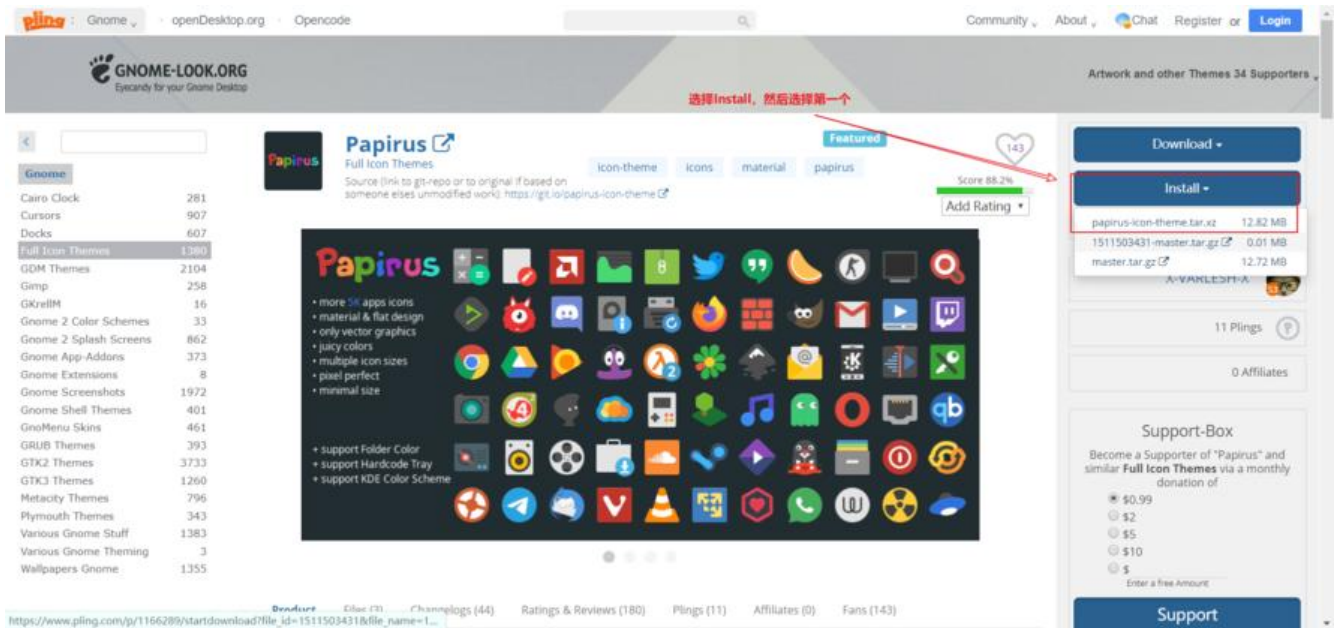 pling : Gnome openDesktop.org Opencode Community About Chat Register or Login
GNOME-LOOK.ORG
Eyecandy for your Gnome Desktop
Artwork and other Themes 34 Supporters
选择Install，然后选择第一个
Gnome
Cairo Clock 281
Cursors 907
Docks 607
Full Icon Themes 1380
GDM Themes 2104
Gimp 258
GKrellM 16
Gnome 2 Color Schemes 33
Gnome 2 Splash Screens 862
Gnome App-Addons 373
Gnome Extensions 8
Gnome Screenshots 1972
Gnome Shell Themes 401
GnoMenu Skins 461
GRUB Themes 393
GTK2 Themes 3733
GTK3 Themes 1260
Metacity Themes 796
Plymouth Themes 343
Various Gnome Stuff 1383
Various Gnome Theming 3
Wallpapers Gnome 1355
Papirus
Papirus
Full Icon Themes
Source (link to git-repo or to original if based on
someone elses unmodified work): https://git.io/papirus-icon-theme
icon-theme icons material papirus
Featured
143
Score 88.2%
Add Rating
Papirus
• more 5K apps icons
• material & flat design
• only vector graphics
• juicy colors
• multiple icon sizes
• pixel perfect
• minimal size
+ support Folder Color
+ support Hardcode Tray
+ support KDE Color Scheme
Product Files (3) Changelogs (44) Ratings & Reviews (180) Plings (11) Affiliates (0) Fans (143)
Download
Install
papirus-icon-theme.tar.xz 12.82 MB
1511503431-master.tar.gz 0.01 MB
master.tar.gz 12.72 MB
X-VARLESH-X
11 Plings
0 Affiliates
Support-Box
Become a Supporter of "Papirus" and
similar Full Icon Themes via a monthly
donation of
$0.99
$2
$5
$10
$
Enter a free Amount
Support
https://www.pling.com/p/1166289/startdownload?file_id=1511503431&file_name=1...